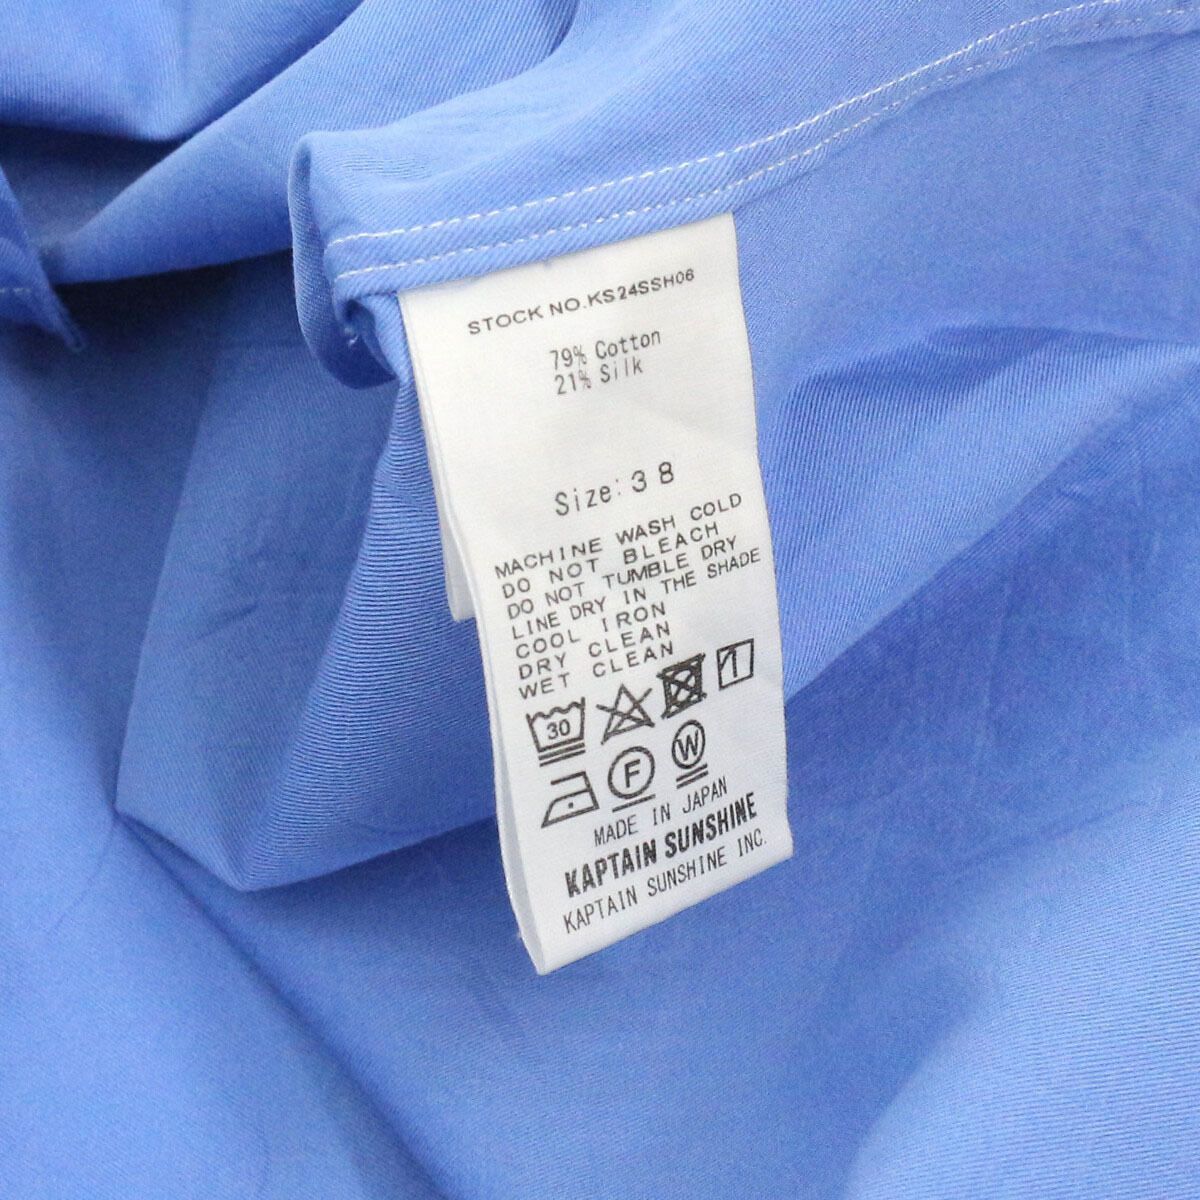 STOCK NO.KS24SSH06
79% Cotton
21% Silk
Size: 38
MACHINE WASH COLD
DO NOT BLEACH
DO NOT TUMBLE DRY
LINE DRY IN THE SHADE
COOL IRON
DRY CLEAN
WET CLEAN
30
F W
MADE IN JAPAN
KAPTAIN SUNSHINE
KAPTAIN SUNSHINE INC.